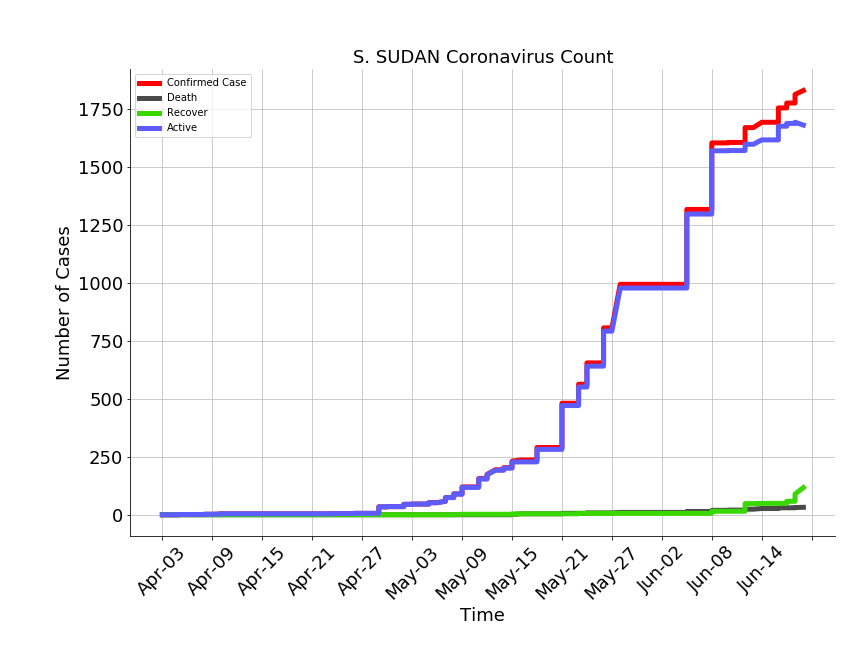 S. SUDAN Coronavirus Count
Confirmed Case
Death
Recover
Active
Number of Cases
1750
1500
1250
1000
750
500
250
0
Apr-03
Apr-09
Apr-15
Apr-21
Apr-27
May-03
May-09
May-15
May-21
May-27
Jun-02
Jun-08
Jun-14
Time